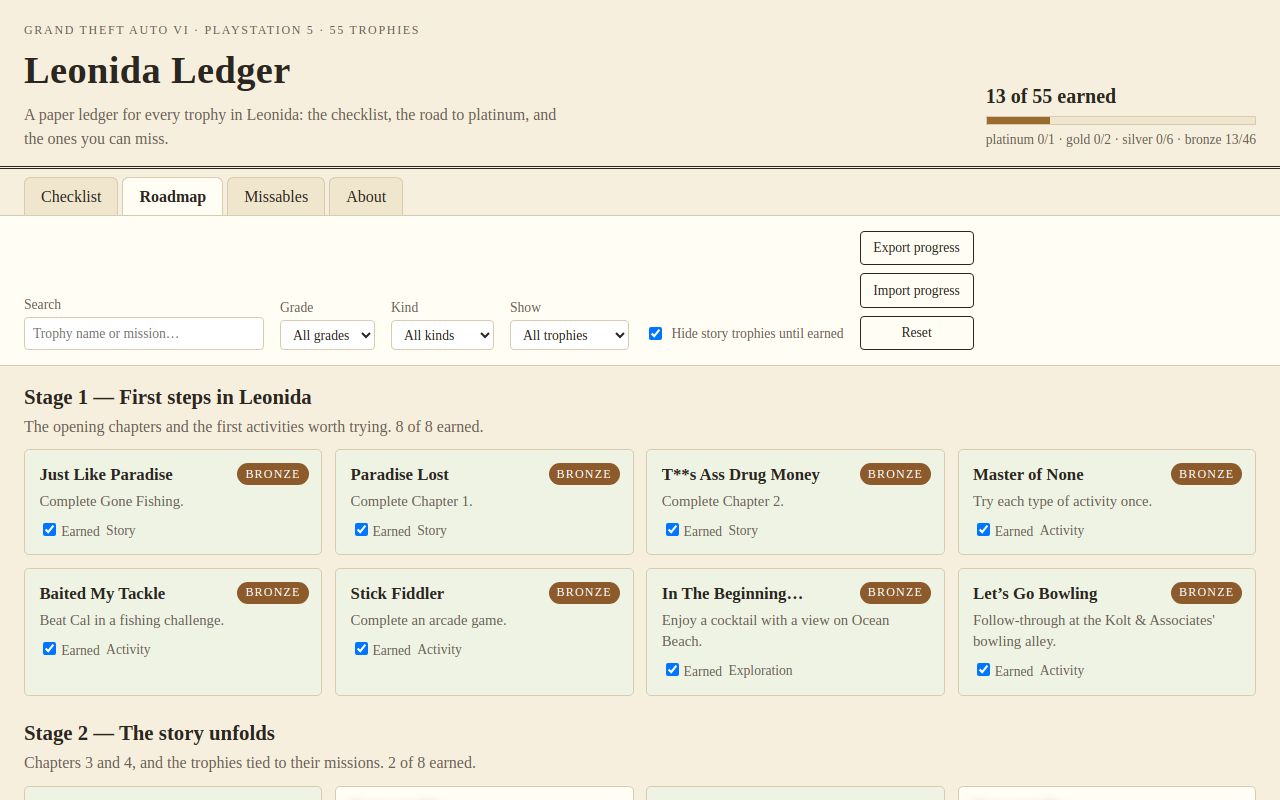 GRAND THEFT AUTO VI · PLAYSTATION 5 · 55 TROPHIES
Leonida Ledger
A paper ledger for every trophy in Leonida: the checklist, the road to platinum, and
the ones you can miss.
13 of 55 earned
platinum 0/1 · gold 0/2 · silver 0/6 · bronze 13/46
Checklist
Roadmap
Missables
About
Search
Trophy name or mission…
Grade
All grades
Kind
All kinds
Show
All trophies
Hide story trophies until earned
Export progress
Import progress
Reset
Stage 1 — First steps in Leonida
The opening chapters and the first activities worth trying. 8 of 8 earned.
Just Like Paradise
BRONZE
Complete Gone Fishing.
Earned Story
Paradise Lost
BRONZE
Complete Chapter 1.
Earned Story
T**s Ass Drug Money
BRONZE
Complete Chapter 2.
Earned Story
Master of None
BRONZE
Try each type of activity once.
Earned Activity
Baited My Tackle
BRONZE
Beat Cal in a fishing challenge.
Earned Activity
Stick Fiddler
BRONZE
Complete an arcade game.
Earned Activity
In The Beginning…
BRONZE
Enjoy a cocktail with a view on Ocean
Beach.
Earned Exploration
Let’s Go Bowling
BRONZE
Follow-through at the Kolt & Associates'
bowling alley.
Earned Activity
Stage 2 — The story unfolds
Chapters 3 and 4, and the trophies tied to their missions. 2 of 8 earned.